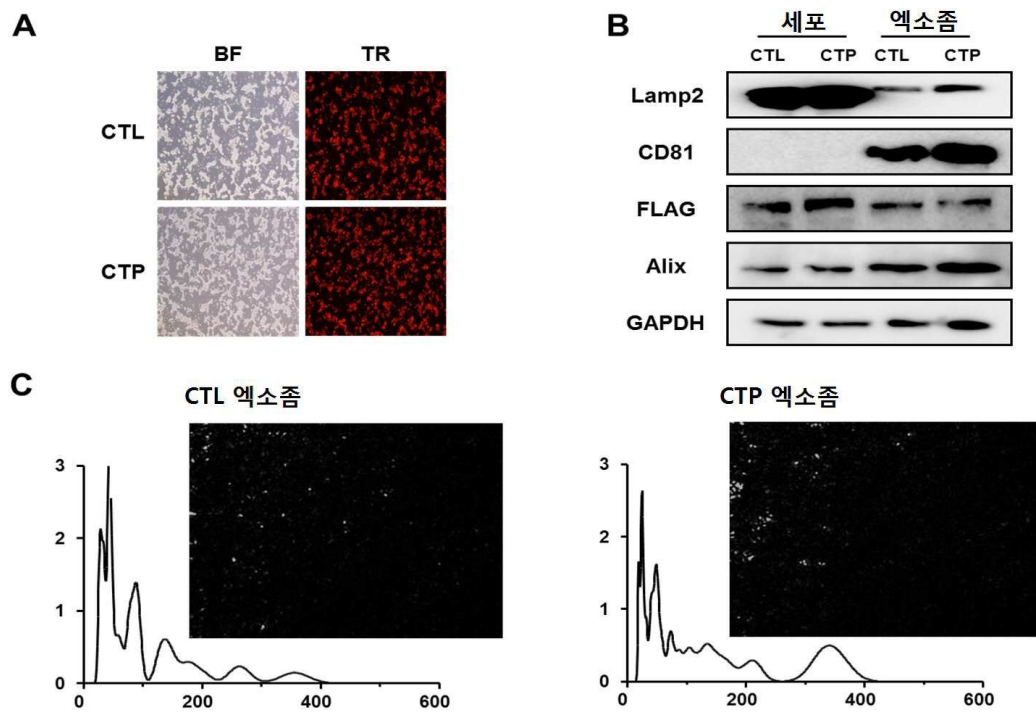 A
BF TR
CTL
CTP
B
세포 엑소좀
CTL CTP CTL CTP
Lamp2
CD81
FLAG
Alix
GAPDH
C
CTL 엑소좀
3
2
1
0
0 200 400 600
CTP 엑소좀
3
2
1
0
0 200 400 600